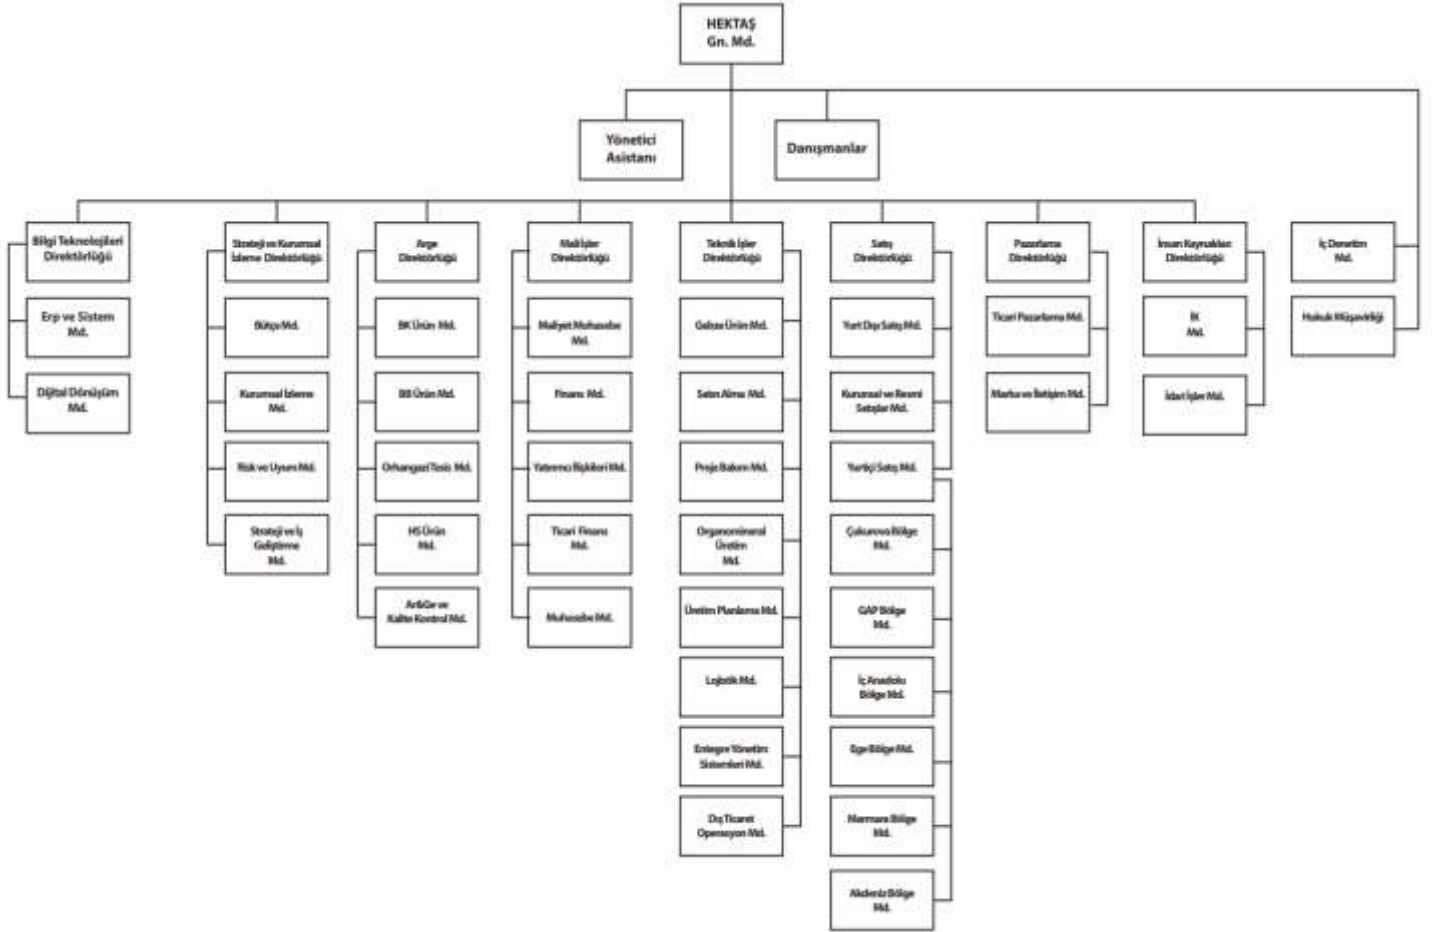 HEKTAŞ
Gn. Md.
Yönetici
Asistanı
Danışmanlar
Bilgi Teknolojileri
Direktörlüğü
Erp ve Sistem
Md.
Dijital Dönüşüm
Md.
Strateji ve Kurumsal
İzleme Direktörlüğü
Bütçe Md.
Kurumsal İzleme
Md.
Risk ve Uyum Md.
Strateji ve İş
Geliştirme
Md.
Arge
Direktörlüğü
BK Ürün Md.
BB Ürün Md.
Orhangazi Tesis Md.
HS Ürün
Md.
Ar&Ge ve
Kalite Kontrol Md.
Mali İşler
Direktörlüğü
Maliyet Muhasebe
Md.
Finans Md.
Yatırımcı İlişkileri Md.
Ticari Finans
Md.
Muhasebe Md.
Teknik İşler
Direktörlüğü
Gebze Ürün Md.
Satın Alma Md.
Proje Bakım Md.
Organomineral
Üretim
Md.
Üretim Planlama Md.
Lojistik Md.
Entegre Yönetim
Sistemleri Md.
Dış Ticaret
Operasyon Md.
Satış
Direktörlüğü
Yurt Dışı Satış Md.
Kurumsal ve Resmi
Satışlar Md.
Yurtiçi Satış Md.
Çukurova Bölge
Md.
GAP Bölge
Md.
İç Anadolu
Bölge Md.
Ege Bölge Md.
Marmara Bölge
Md.
Akdeniz Bölge
Md.
Pazarlama
Direktörlüğü
Ticari Pazarlama Md.
Marka ve İletişim Md.
İnsan Kaynakları
Direktörlüğü
İK
Md.
İdari İşler Md.
İç Denetim
Md.
Hukuk Müşavirliği